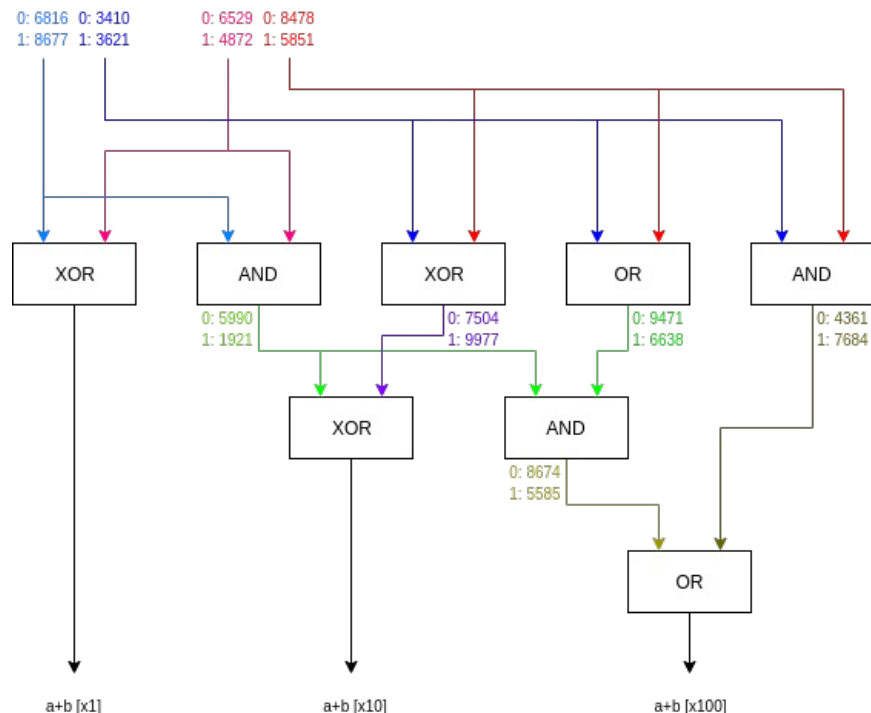 0: 6816 0: 3410 0: 6529 0: 8478
1: 8677 1: 3621 1: 4872 1: 5851
XOR AND XOR OR AND
0: 5990 0: 7504 0: 9471 0: 4361
1: 1921 1: 9977 1: 6638 1: 7684
XOR AND
0: 8674
1: 5585
OR
a+b [x1] a+b [x10] a+b [x100]